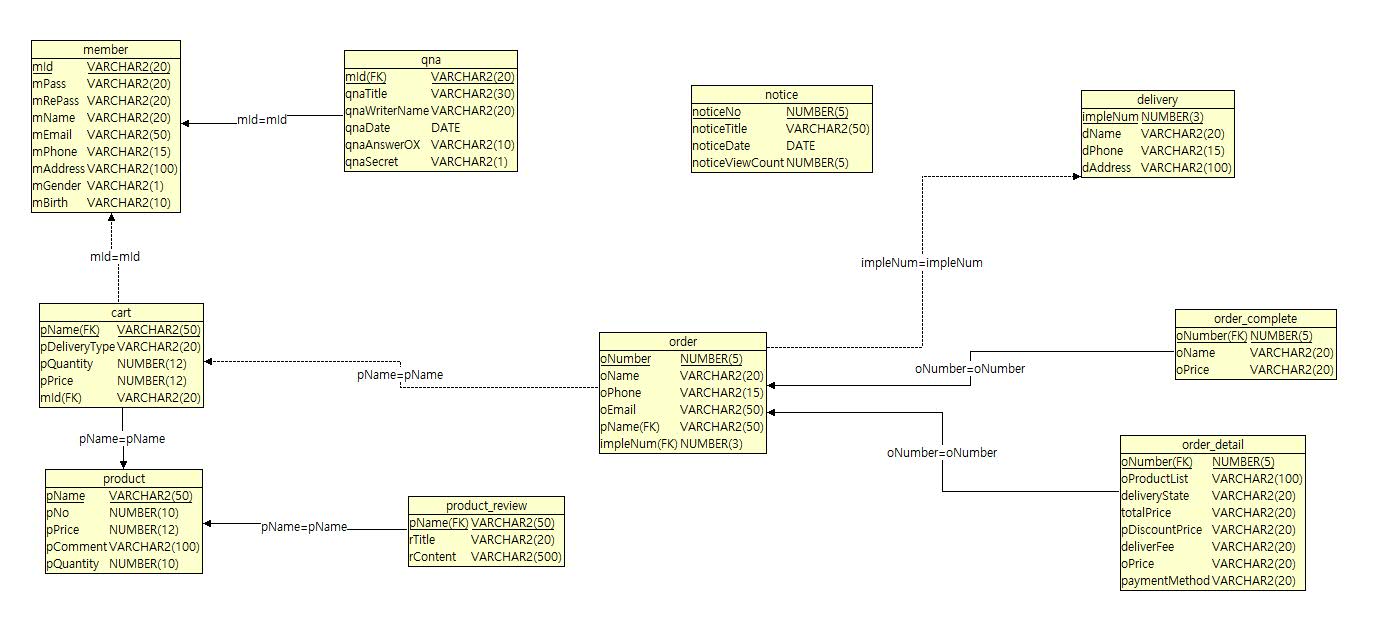 member
mId VARCHAR2(20)
mPass VARCHAR2(20)
mRePass VARCHAR2(20)
mName VARCHAR2(20)
mEmail VARCHAR2(50)
mPhone VARCHAR2(15)
mAddress VARCHAR2(100)
mGender VARCHAR2(1)
mBirth VARCHAR2(10)
mId=mId
qna
mId(FK) VARCHAR2(20)
qnaTitle VARCHAR2(30)
qnaWriterName VARCHAR2(20)
qnaDate DATE
qnaAnswerOX VARCHAR2(10)
qnaSecret VARCHAR2(1)
notice
noticeNo NUMBER(5)
noticeTitle VARCHAR2(50)
noticeDate DATE
noticeViewCount NUMBER(5)
delivery
impleNum NUMBER(3)
dName VARCHAR2(20)
dPhone VARCHAR2(15)
dAddress VARCHAR2(100)
mId=mId
impleNum=impleNum
cart
pName(FK) VARCHAR2(50)
pDeliveryType VARCHAR2(20)
pQuantity NUMBER(12)
pPrice NUMBER(12)
mId(FK) VARCHAR2(20)
pName=pName
order
oNumber NUMBER(5)
oName VARCHAR2(20)
oPhone VARCHAR2(15)
oEmail VARCHAR2(50)
pName(FK) VARCHAR2(50)
impleNum(FK) NUMBER(3)
oNumber=oNumber
order_complete
oNumber(FK) NUMBER(5)
oName VARCHAR2(20)
oPrice VARCHAR2(20)
pName=pName
oNumber=oNumber
product
pName VARCHAR2(50)
pNo NUMBER(10)
pPrice NUMBER(12)
pComment VARCHAR2(100)
pQuantity NUMBER(10)
pName=pName
product_review
pName(FK) VARCHAR2(50)
rTitle VARCHAR2(20)
rContent VARCHAR2(500)
order_detail
oNumber(FK) NUMBER(5)
oProductList VARCHAR2(100)
deliveryState VARCHAR2(20)
totalPrice VARCHAR2(20)
pDiscountPrice VARCHAR2(20)
deliverFee VARCHAR2(20)
oPrice VARCHAR2(20)
paymentMethod VARCHAR2(20)